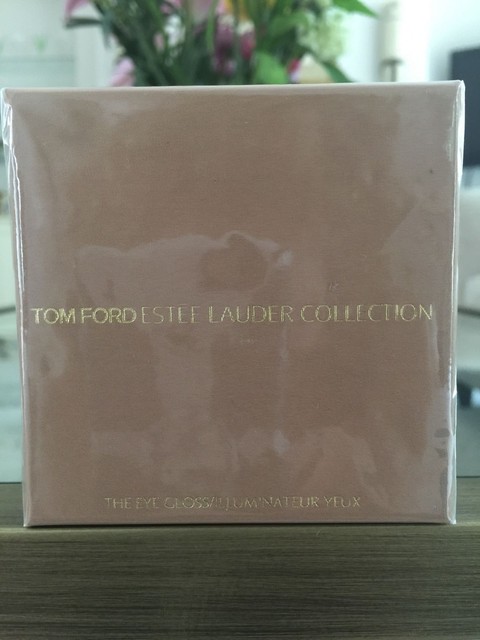 TOM FORD ESTEE LAUDER COLLECTION
THE EYE GLOSS/ILLUMINATEUR YEUX